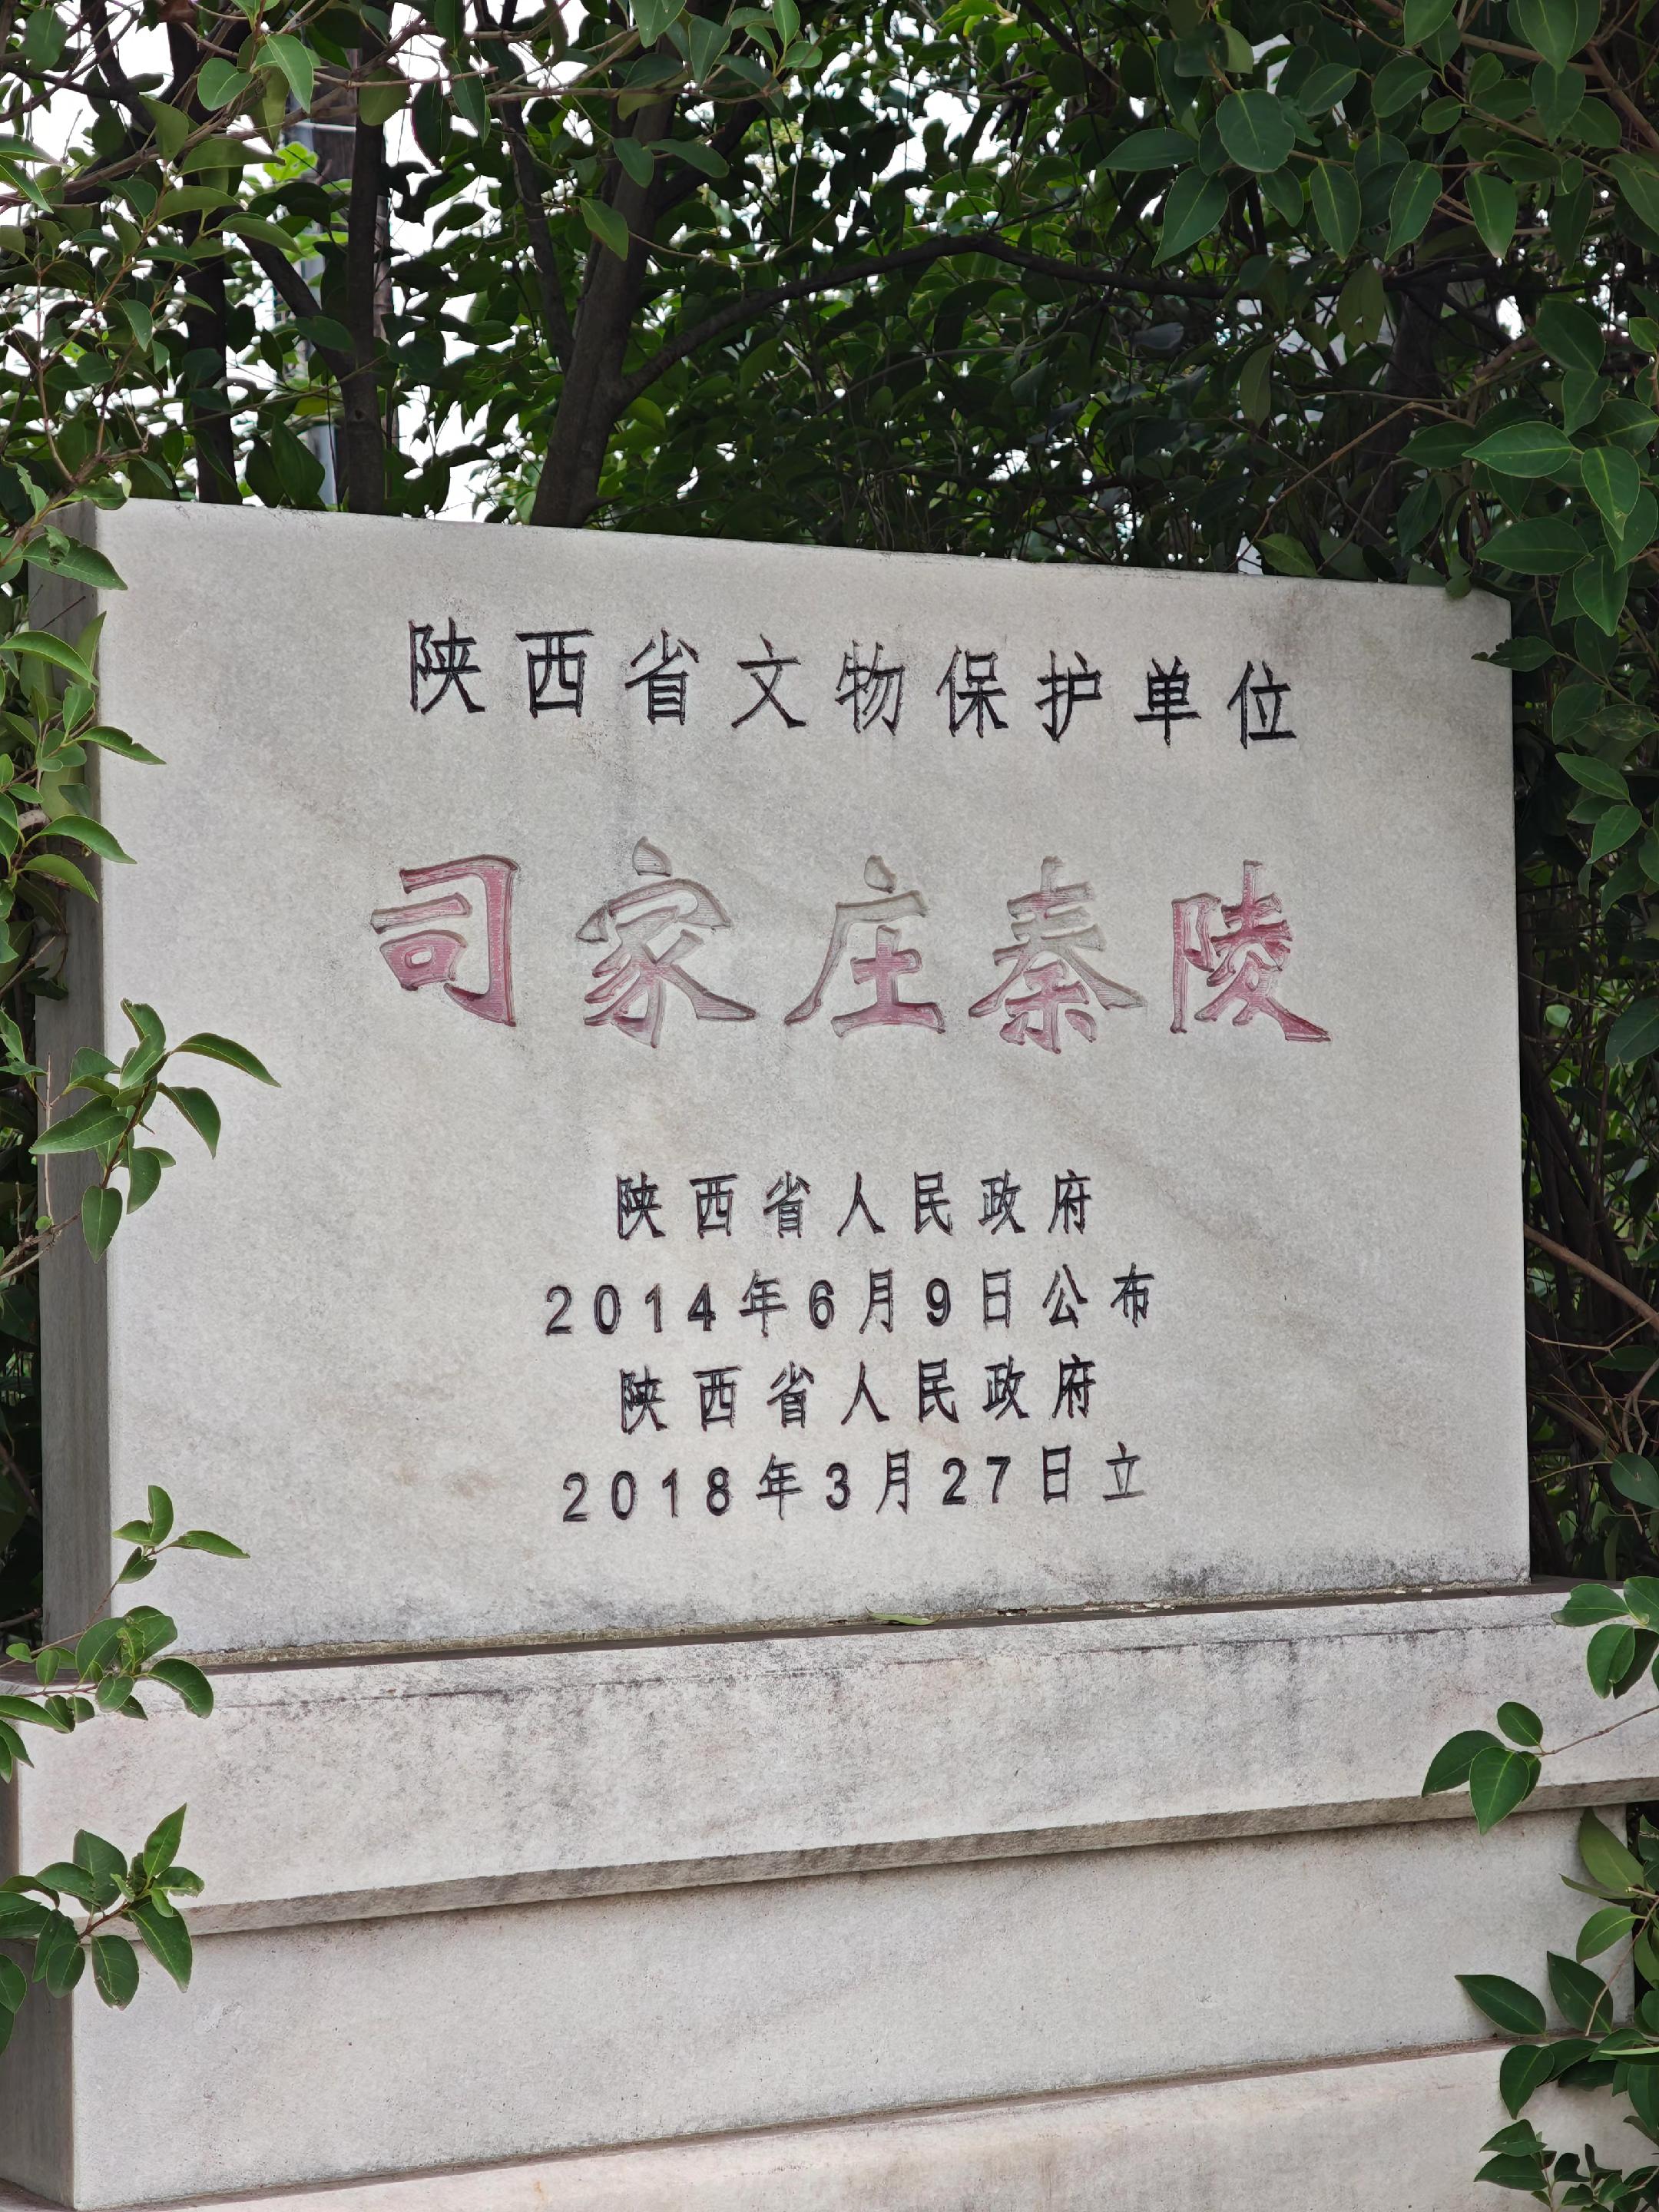 陕西省文物保护单位
司家庄秦陵
陕西省人民政府
2014年6月9日公布
陕西省人民政府
2018年3月27日立